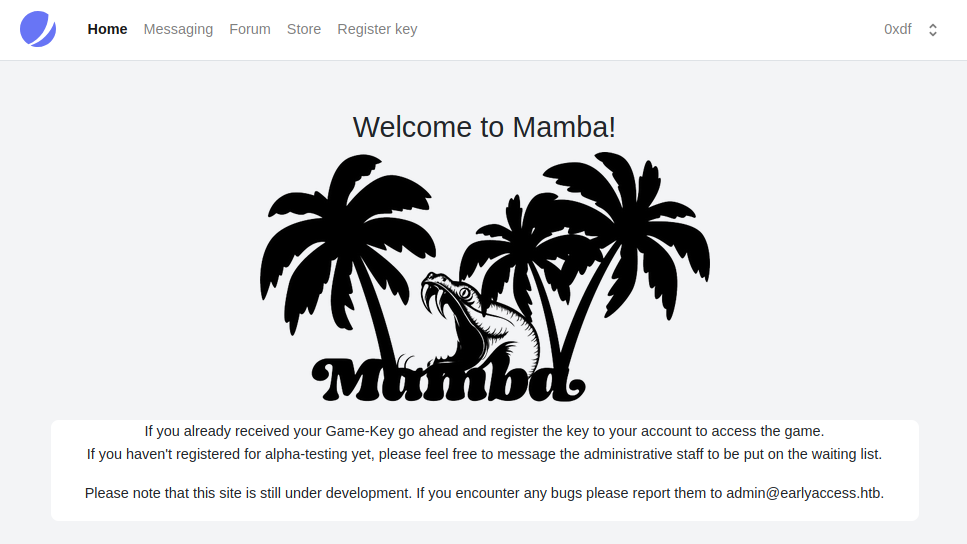 Home Messaging Forum Store Register key 0xdf
Welcome to Mamba!
Mamba
If you already received your Game-Key go ahead and register the key to your account to access the game.
If you haven't registered for alpha-testing yet, please feel free to message the administrative staff to be put on the waiting list.
Please note that this site is still under development. If you encounter any bugs please report them to admin@earlyaccess.htb.